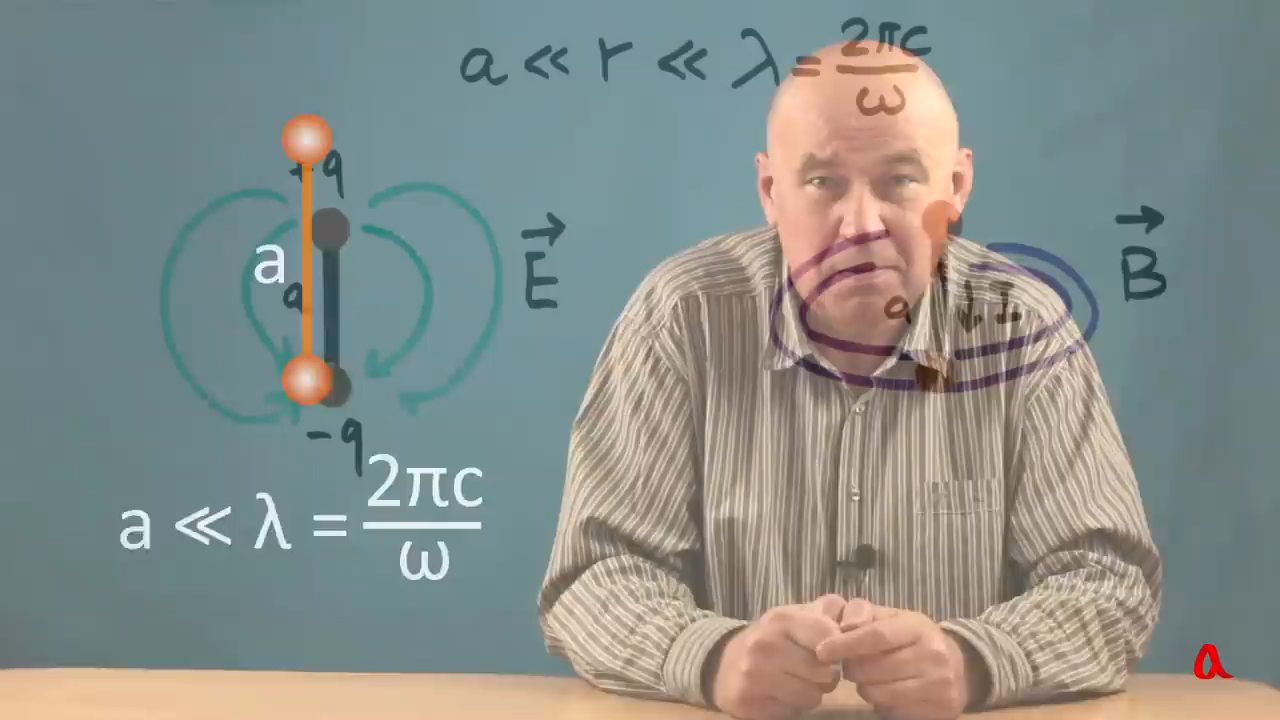 a ≪ r ≪ λ = 2πc/ω
+q
a
a
-q
E⃗
a
↓I
B⃗
a ≪ λ = 2πc/ω
a